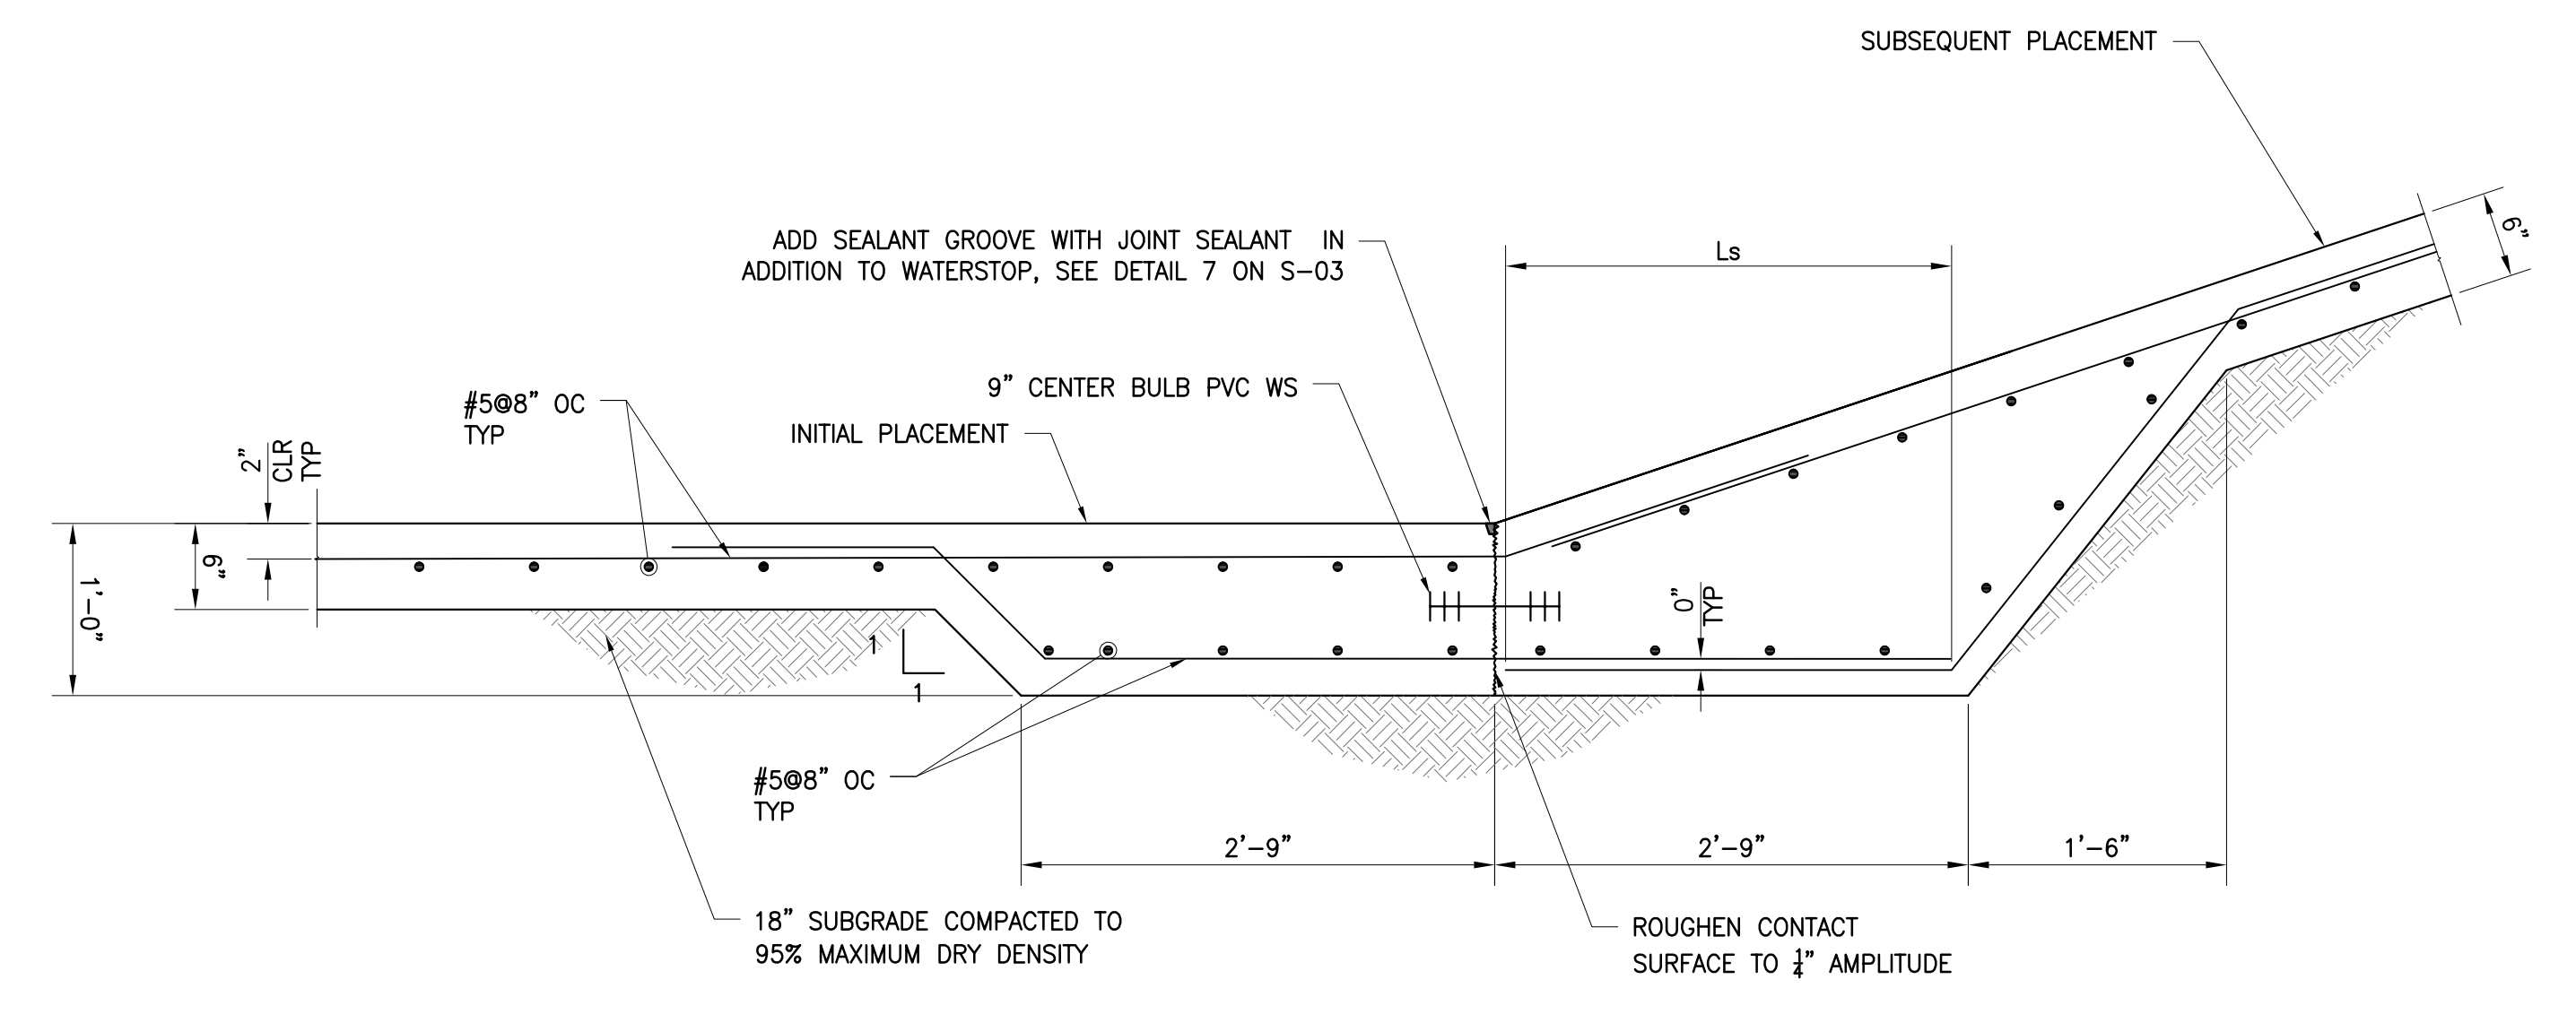 SUBSEQUENT PLACEMENT
6"
ADD SEALANT GROOVE WITH JOINT SEALANT IN
ADDITION TO WATERSTOP, SEE DETAIL 7 ON S-03
Ls
9" CENTER BULB PVC WS
#5@8" OC
TYP
INITIAL PLACEMENT
2"
CLR
TYP
6"
1'-0"
0"
TYP
1
1
#5@8" OC
TYP
2'-9"
2'-9"
1'-6"
18" SUBGRADE COMPACTED TO
95% MAXIMUM DRY DENSITY
ROUGHEN CONTACT
SURFACE TO 1/4" AMPLITUDE